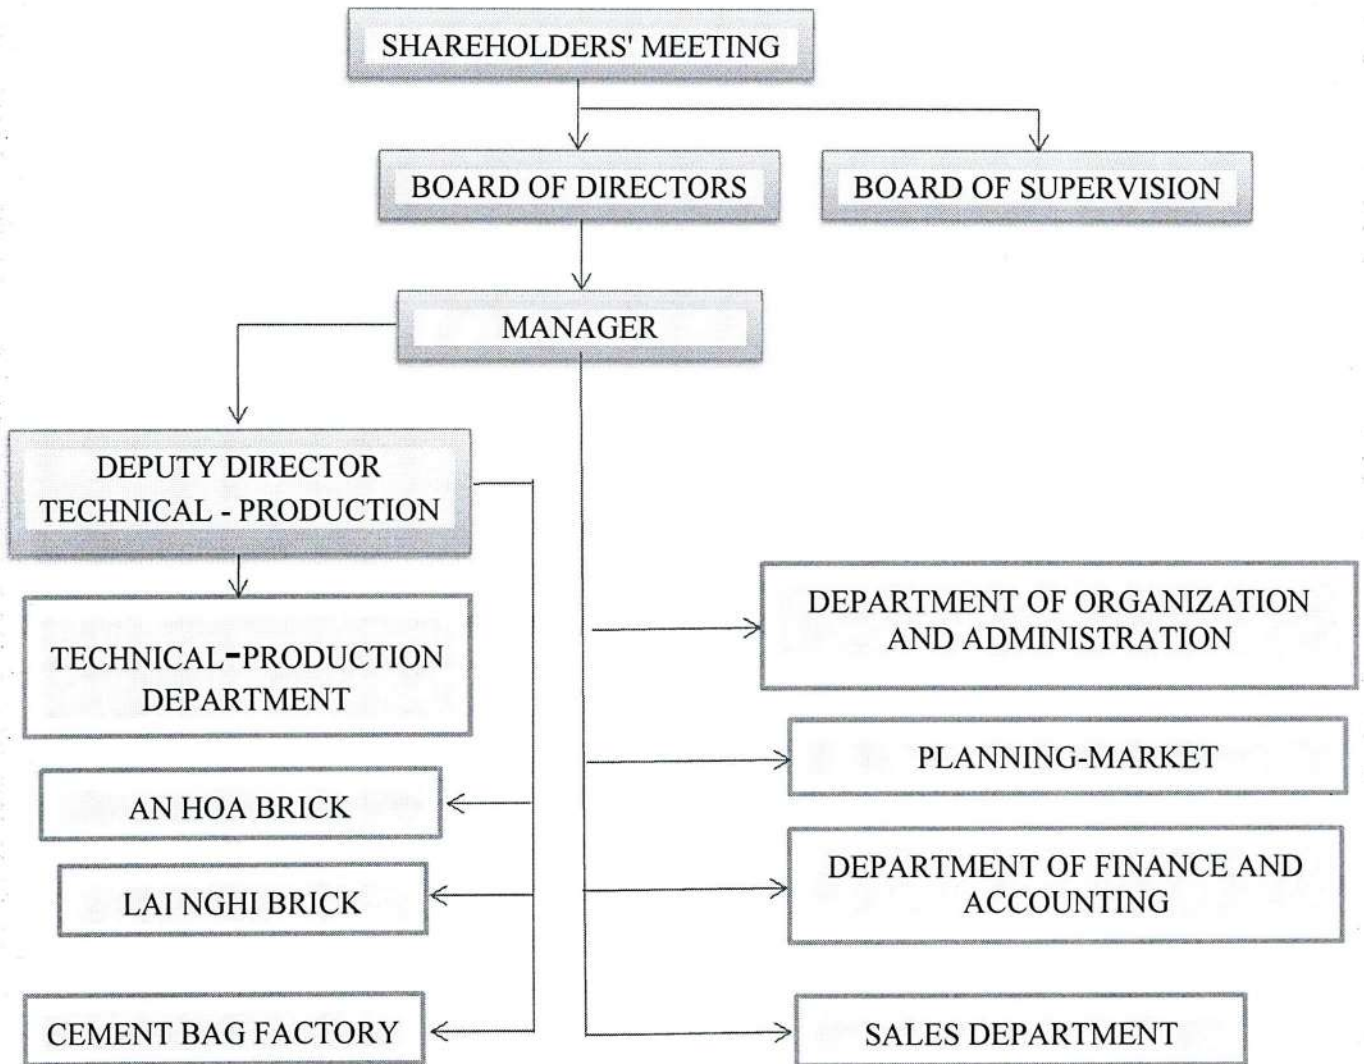 SHAREHOLDERS' MEETING
BOARD OF DIRECTORS
BOARD OF SUPERVISION
MANAGER
DEPUTY DIRECTOR
TECHNICAL - PRODUCTION
TECHNICAL-PRODUCTION
DEPARTMENT
AN HOA BRICK
LAI NGHI BRICK
CEMENT BAG FACTORY
DEPARTMENT OF ORGANIZATION
AND ADMINISTRATION
PLANNING-MARKET
DEPARTMENT OF FINANCE AND
ACCOUNTING
SALES DEPARTMENT